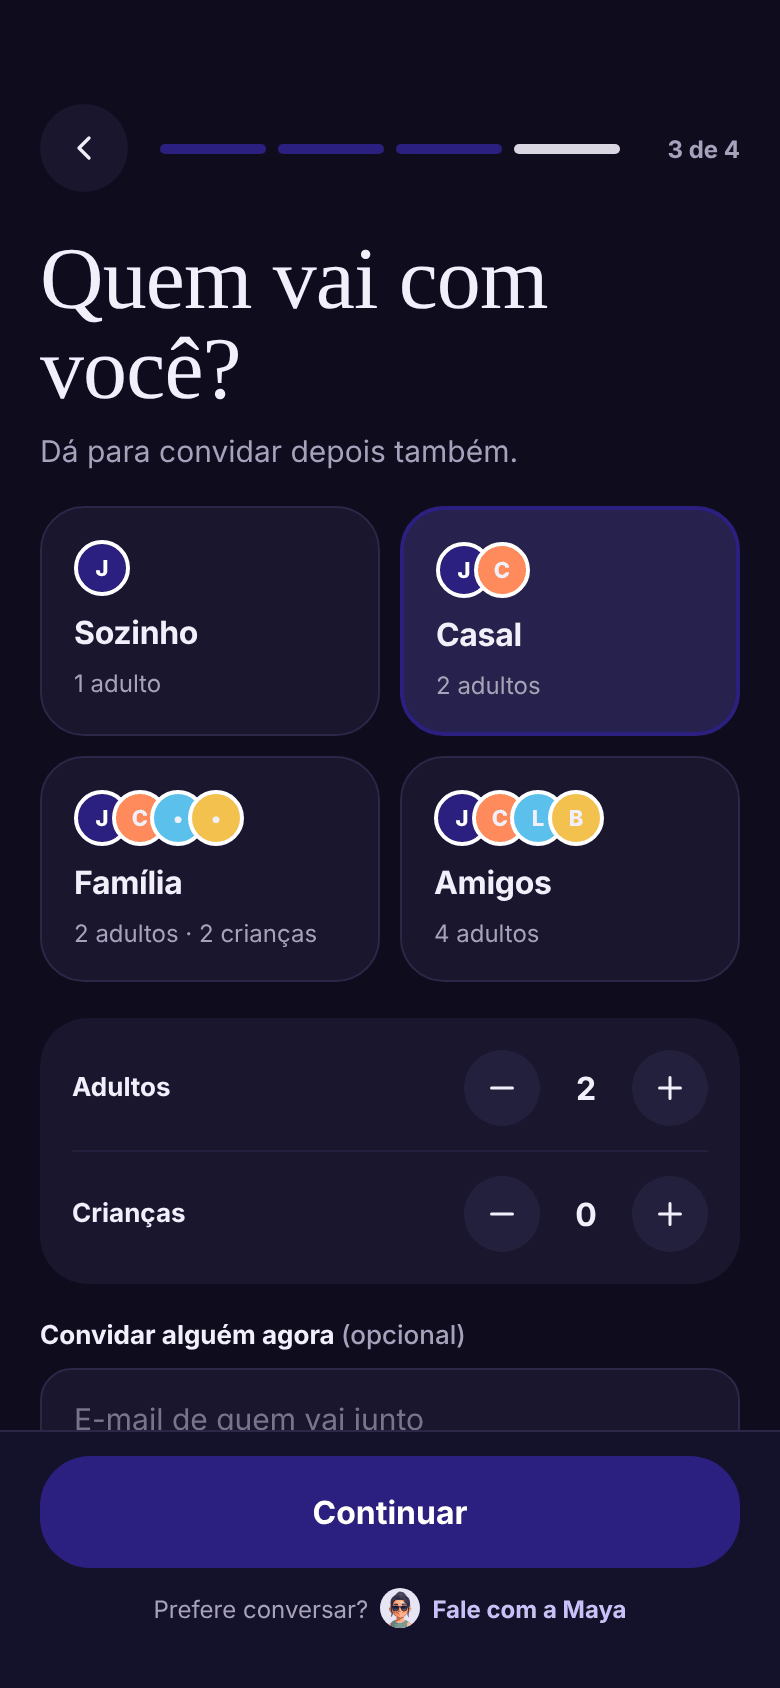 3 de 4
Quem vai com
você?
Dá para convidar depois também.
J
Sozinho
1 adulto
J C
Casal
2 adultos
J C
Família
2 adultos · 2 crianças
J C L B
Amigos
4 adultos
Adultos
2
Crianças
0
Convidar alguém agora (opcional)
E-mail de quem vai junto
Continuar
Prefere conversar? Fale com a Maya